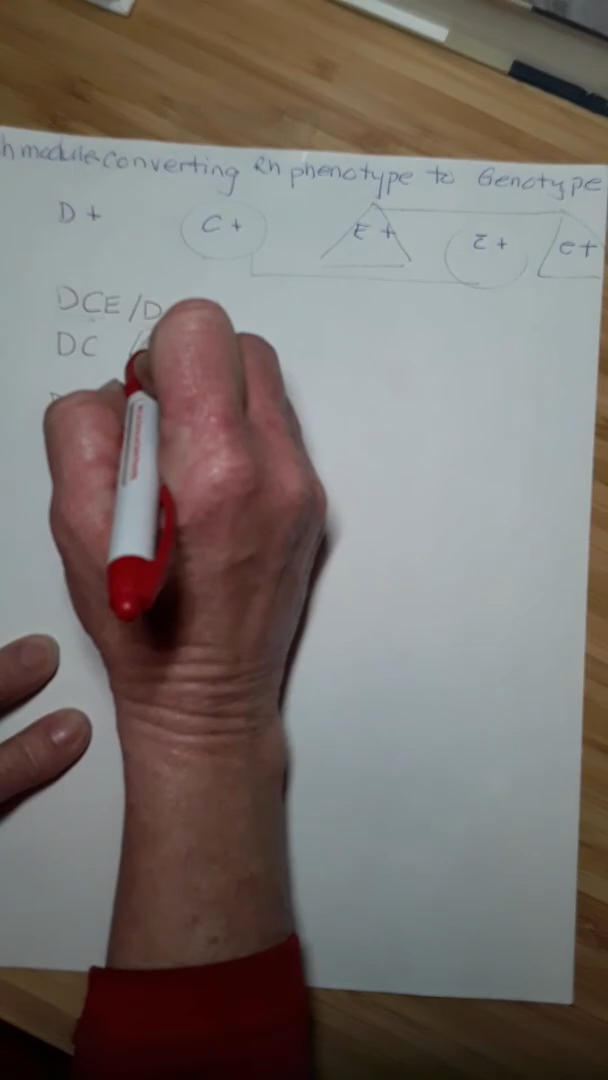 h module converting Rh phenotype to Genotype
D + C + E + c̄ + e+
DCE /D
DC /